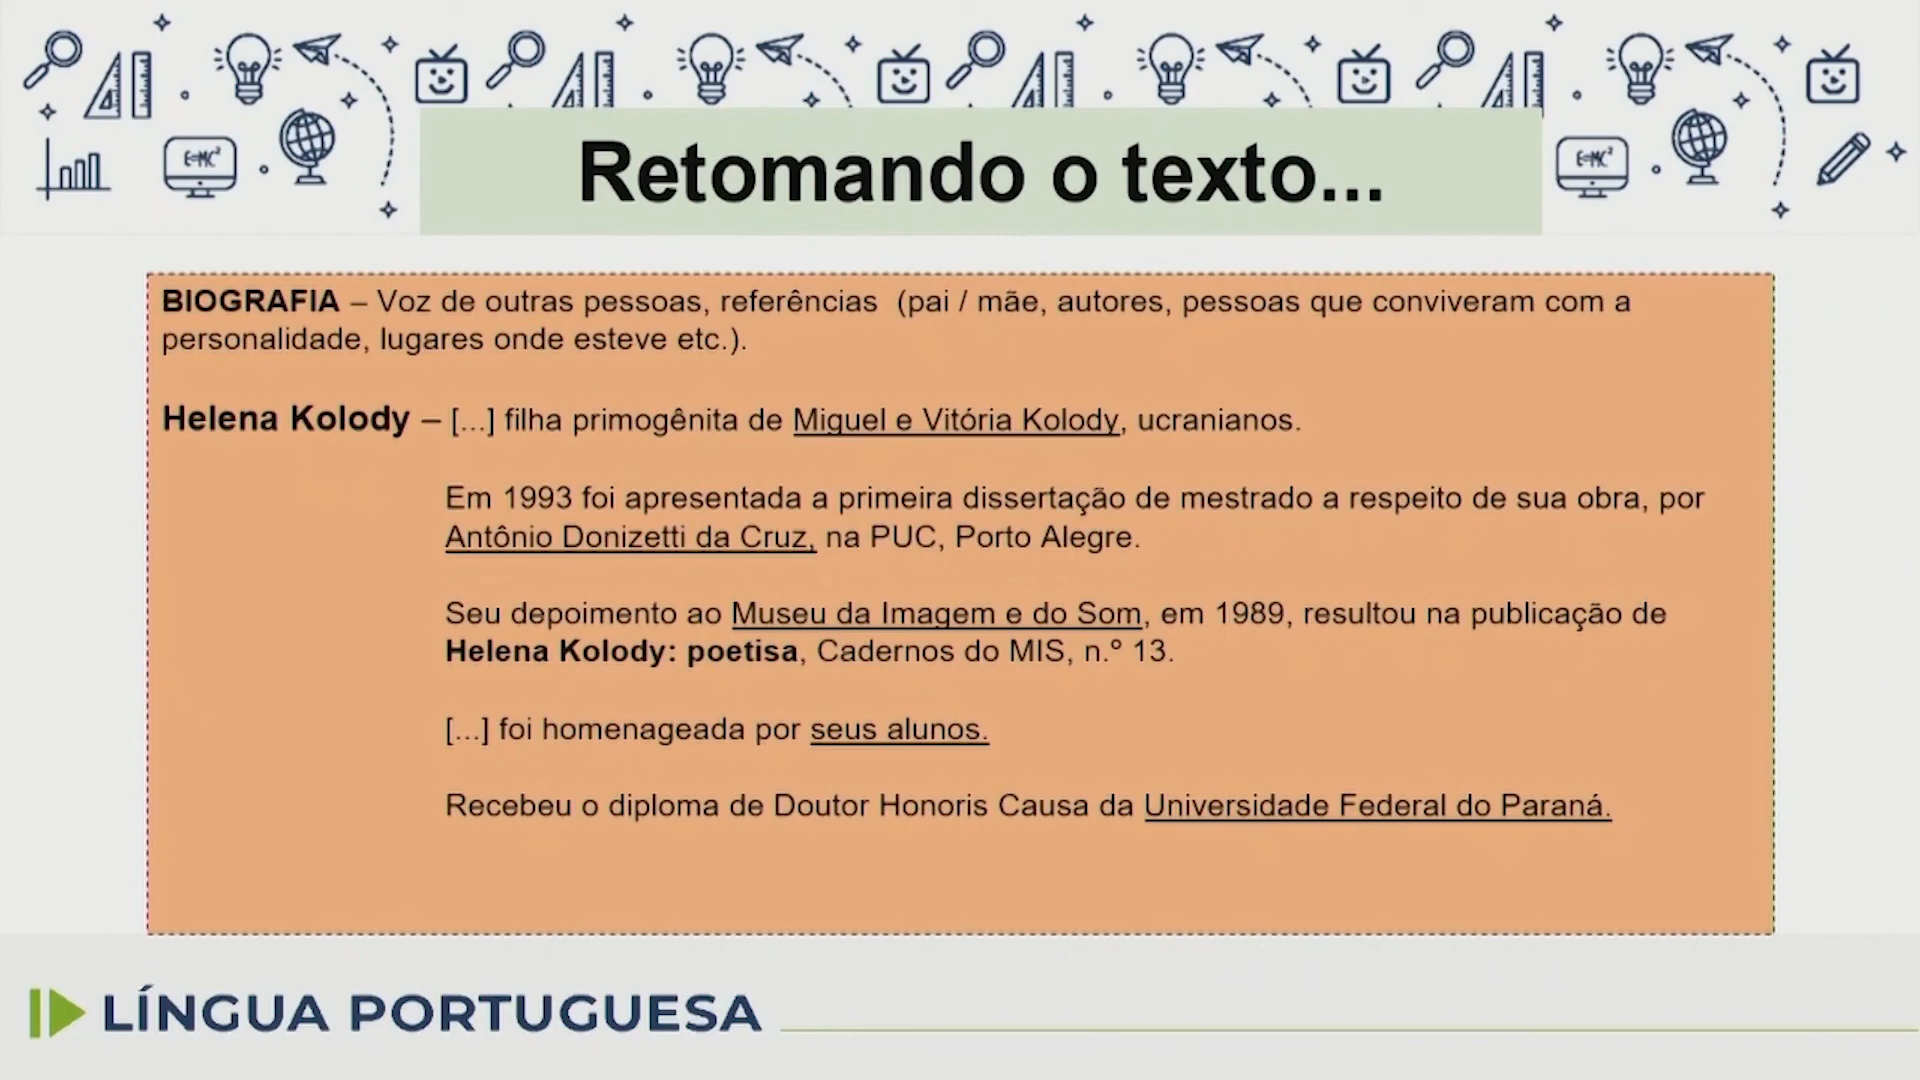 E=MC²
E=MC²
Retomando o texto...
BIOGRAFIA – Voz de outras pessoas, referências (pai / mãe, autores, pessoas que conviveram com a
personalidade, lugares onde esteve etc.).
Helena Kolody – [...] filha primogênita de Miguel e Vitória Kolody, ucranianos.
Em 1993 foi apresentada a primeira dissertação de mestrado a respeito de sua obra, por
Antônio Donizetti da Cruz, na PUC, Porto Alegre.
Seu depoimento ao Museu da Imagem e do Som, em 1989, resultou na publicação de
Helena Kolody: poetisa, Cadernos do MIS, n.º 13.
[...] foi homenageada por seus alunos.
Recebeu o diploma de Doutor Honoris Causa da Universidade Federal do Paraná.
LÍNGUA PORTUGUESA